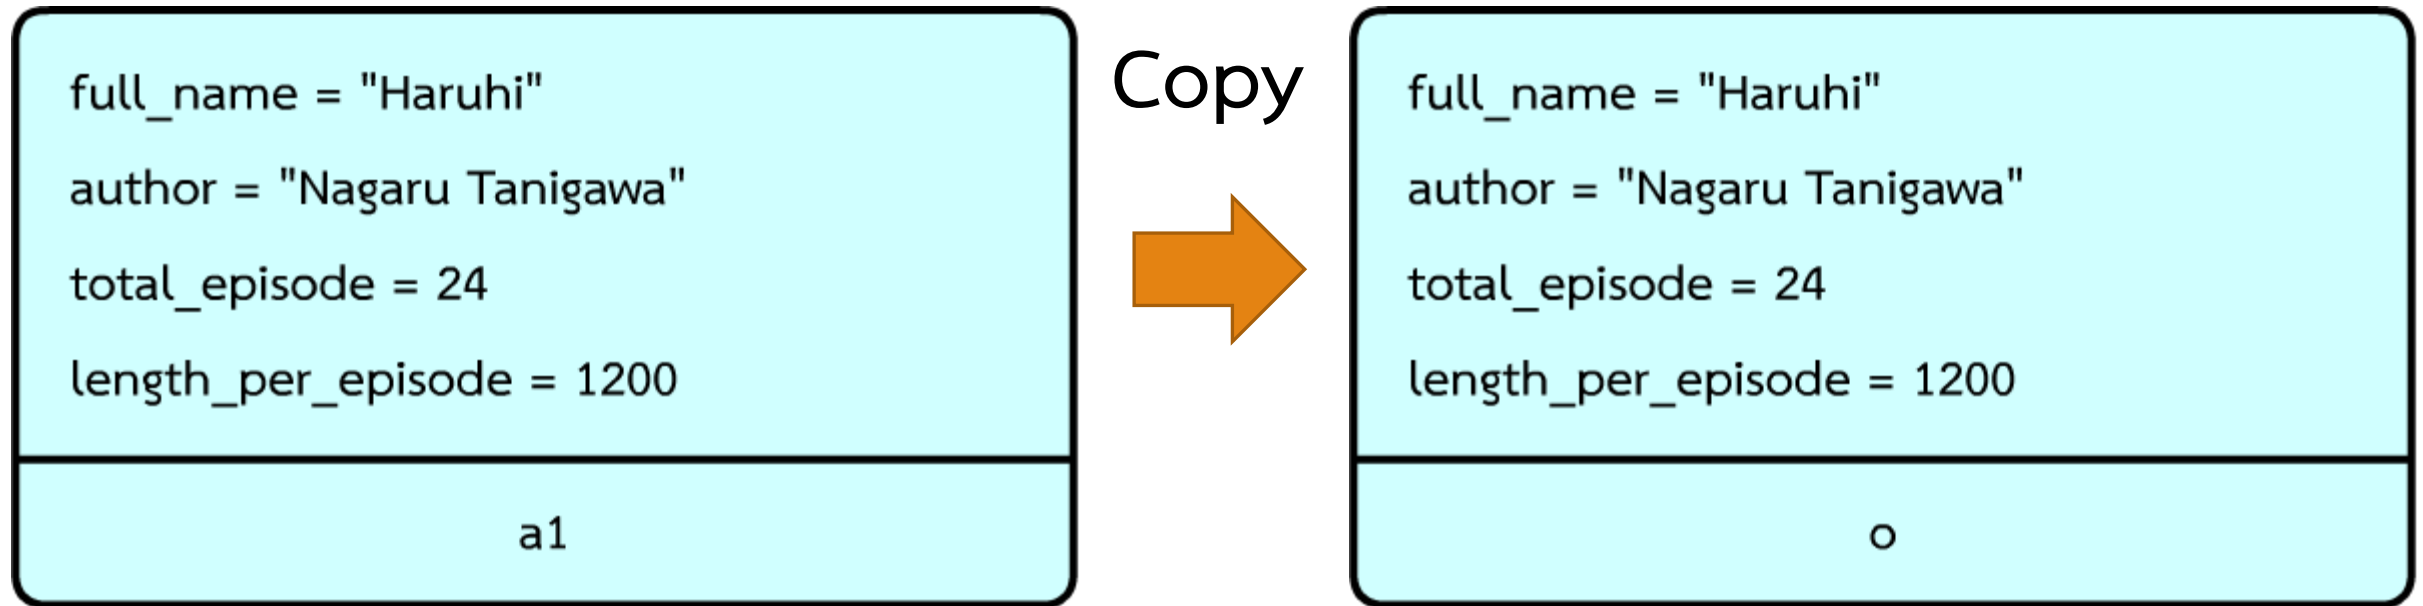 full_name = "Haruhi"
author = "Nagaru Tanigawa"
total_episode = 24
length_per_episode = 1200
a1
Copy
full_name = "Haruhi"
author = "Nagaru Tanigawa"
total_episode = 24
length_per_episode = 1200
o